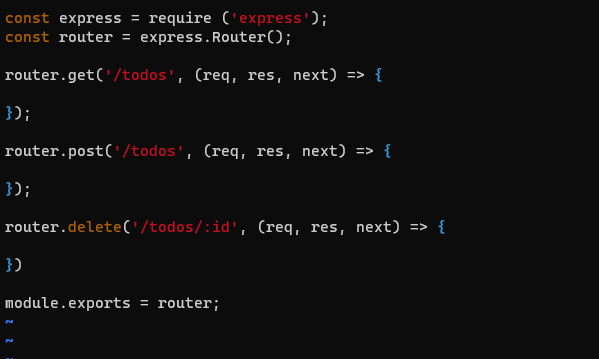 const express = require ('express');
const router = express.Router();
router.get('/todos', (req, res, next) => {
});
router.post('/todos', (req, res, next) => {
});
router.delete('/todos/:id', (req, res, next) => {
})
module.exports = router;
~
~
~